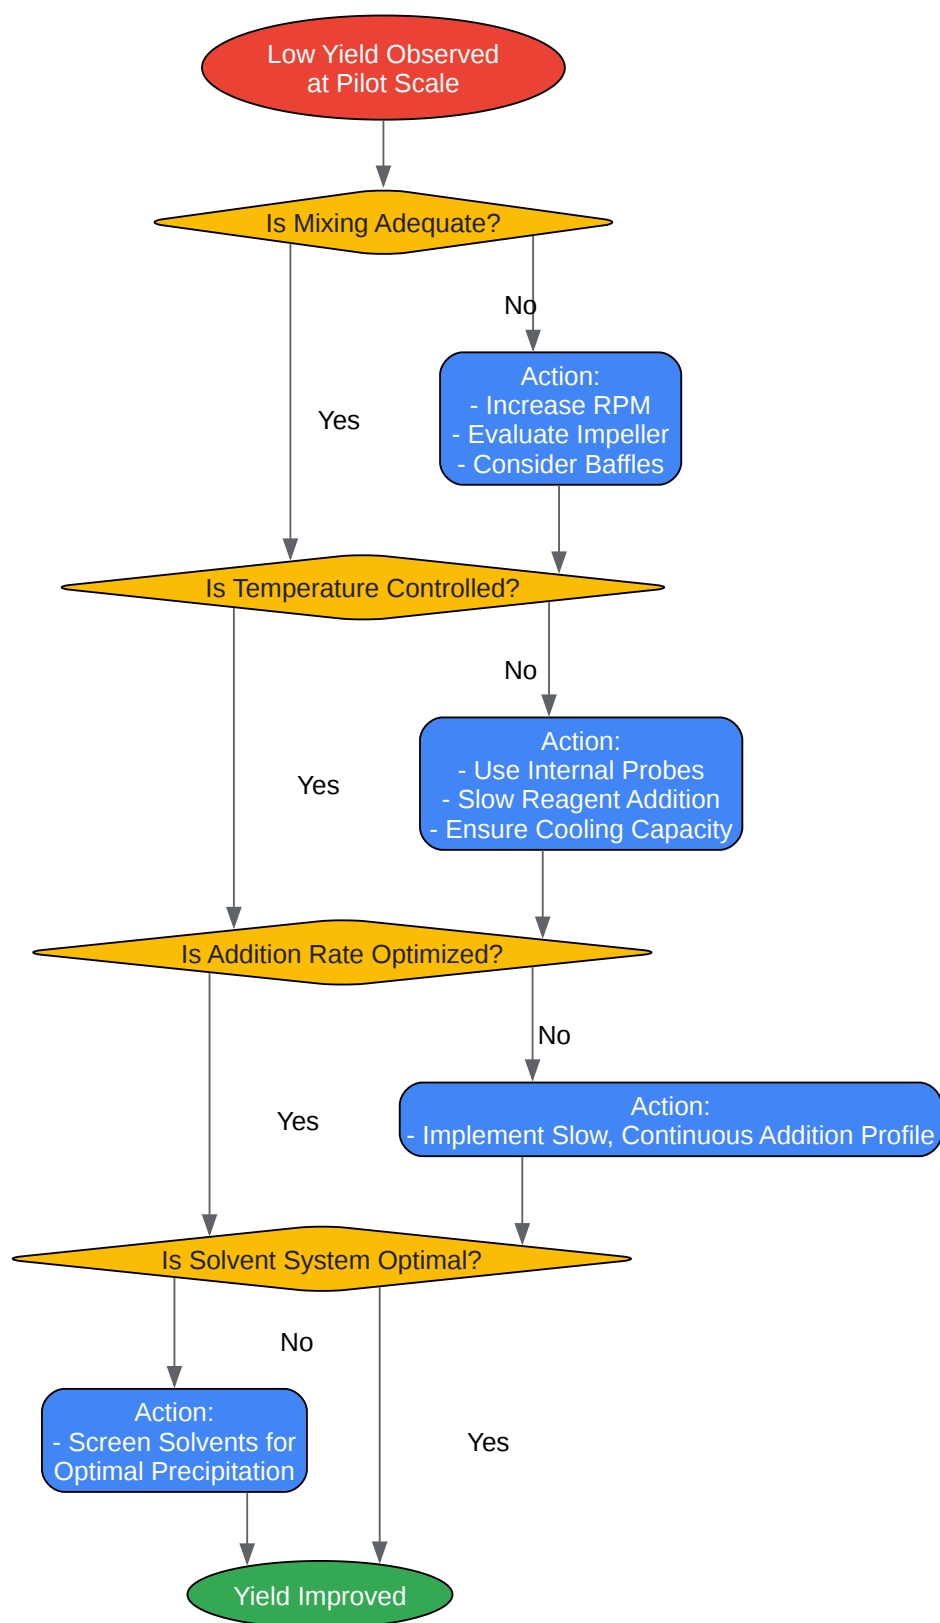 Low Yield Observed
at Pilot Scale
Is Mixing Adequate?
No
Action:
- Increase RPM
- Evaluate Impeller
- Consider Baffles
Yes
Is Temperature Controlled?
No
Action:
- Use Internal Probes
- Slow Reagent Addition
- Ensure Cooling Capacity
Yes
Is Addition Rate Optimized?
No
Action:
- Implement Slow, Continuous Addition Profile
Yes
Is Solvent System Optimal?
No
Action:
- Screen Solvents for
Optimal Precipitation
Yes
Yield Improved